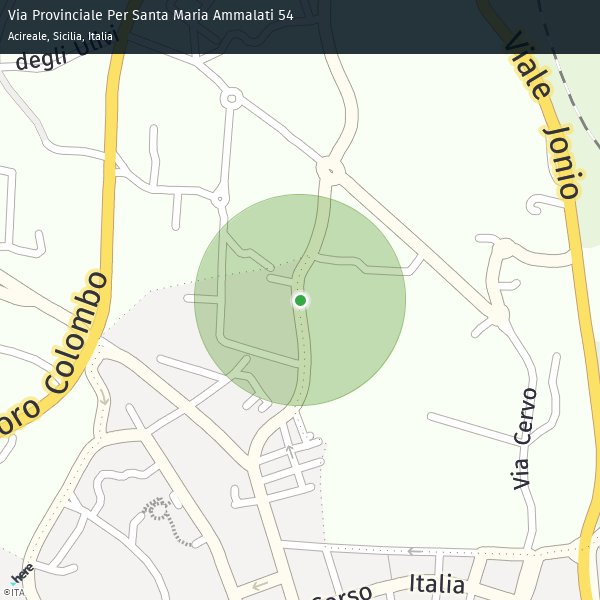 Via Provinciale Per Santa Maria Ammalati 54
Acireale, Sicilia, Italia
degli Ulivi
Viale Jonio
oro Colombo
Via Cervo
Corso Italia
here
©ITA